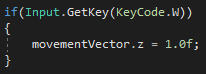 if(Input.GetKey(KeyCode.W))
{
    movementVector.z = 1.0f;
}